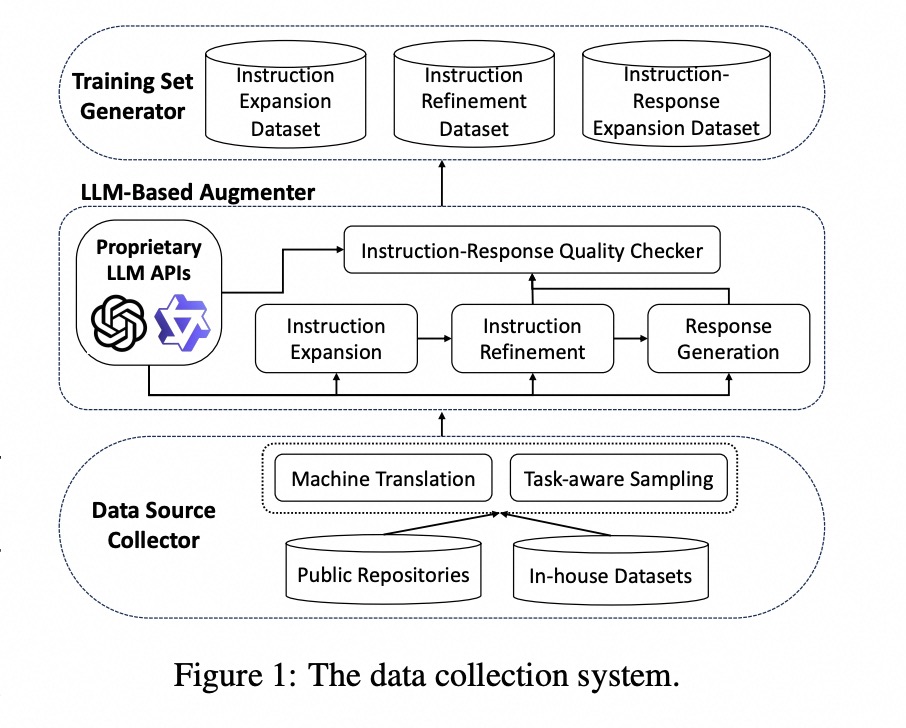 Training Set
Generator
Instruction
Expansion
Dataset
Instruction
Refinement
Dataset
Instruction-
Response
Expansion Dataset
LLM-Based Augmenter
Proprietary
LLM APIs
Instruction-Response Quality Checker
Instruction
Expansion
Instruction
Refinement
Response
Generation
Data Source
Collector
Machine Translation
Task-aware Sampling
Public Repositories
In-house Datasets
Figure 1: The data collection system.